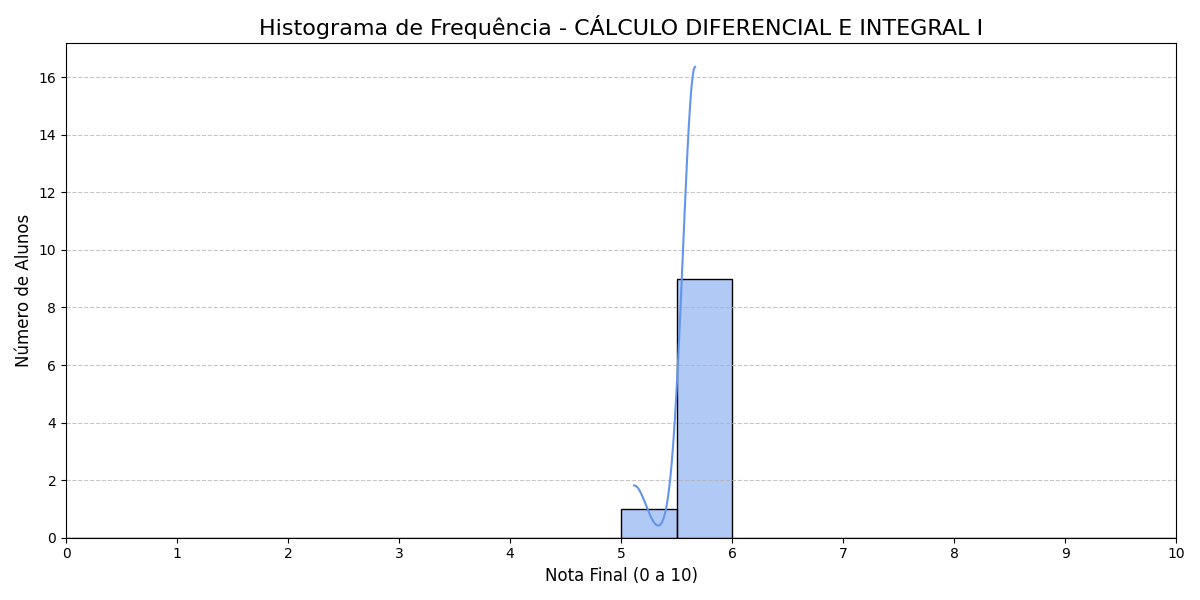 Histograma de Frequência - CÁLCULO DIFERENCIAL E INTEGRAL I
Número de Alunos
16
14
12
10
8
6
4
2
0
0 1 2 3 4 5 6 7 8 9 10
Nota Final (0 a 10)